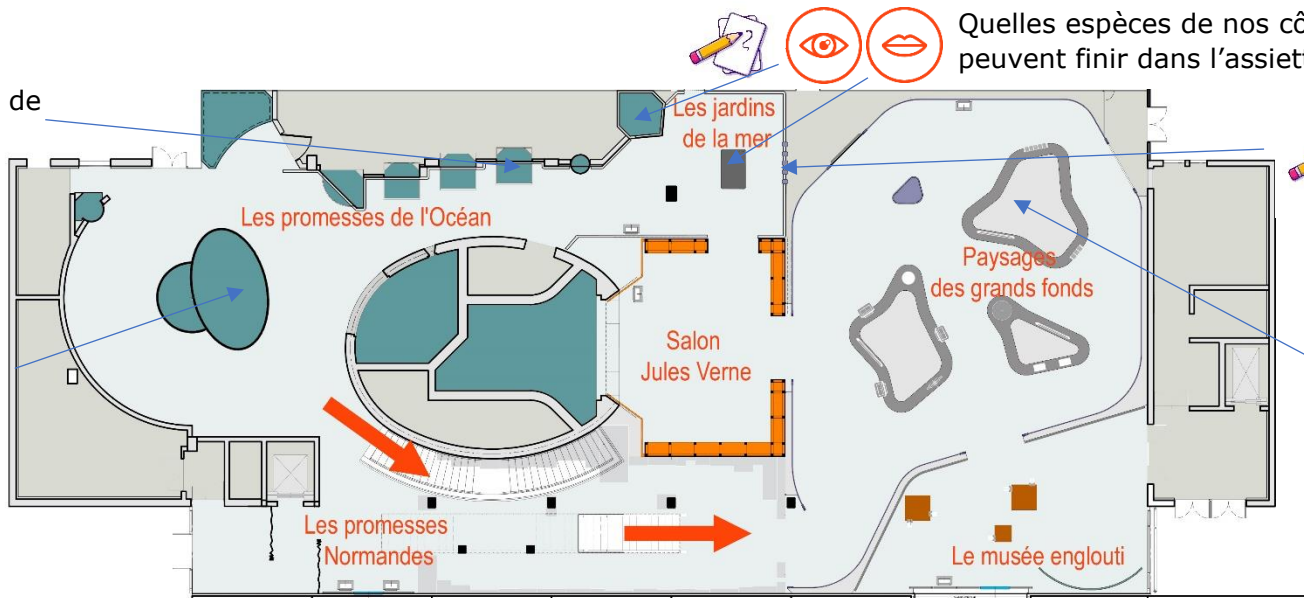 Quelles espèces de nos cô
peuvent finir dans l'assiett
de
Les jardins
de la mer
Les promesses de l'Océan
Paysages
des grands fonds
Salon
Jules Verne
Les promesses
Normandes
Le musée englouti